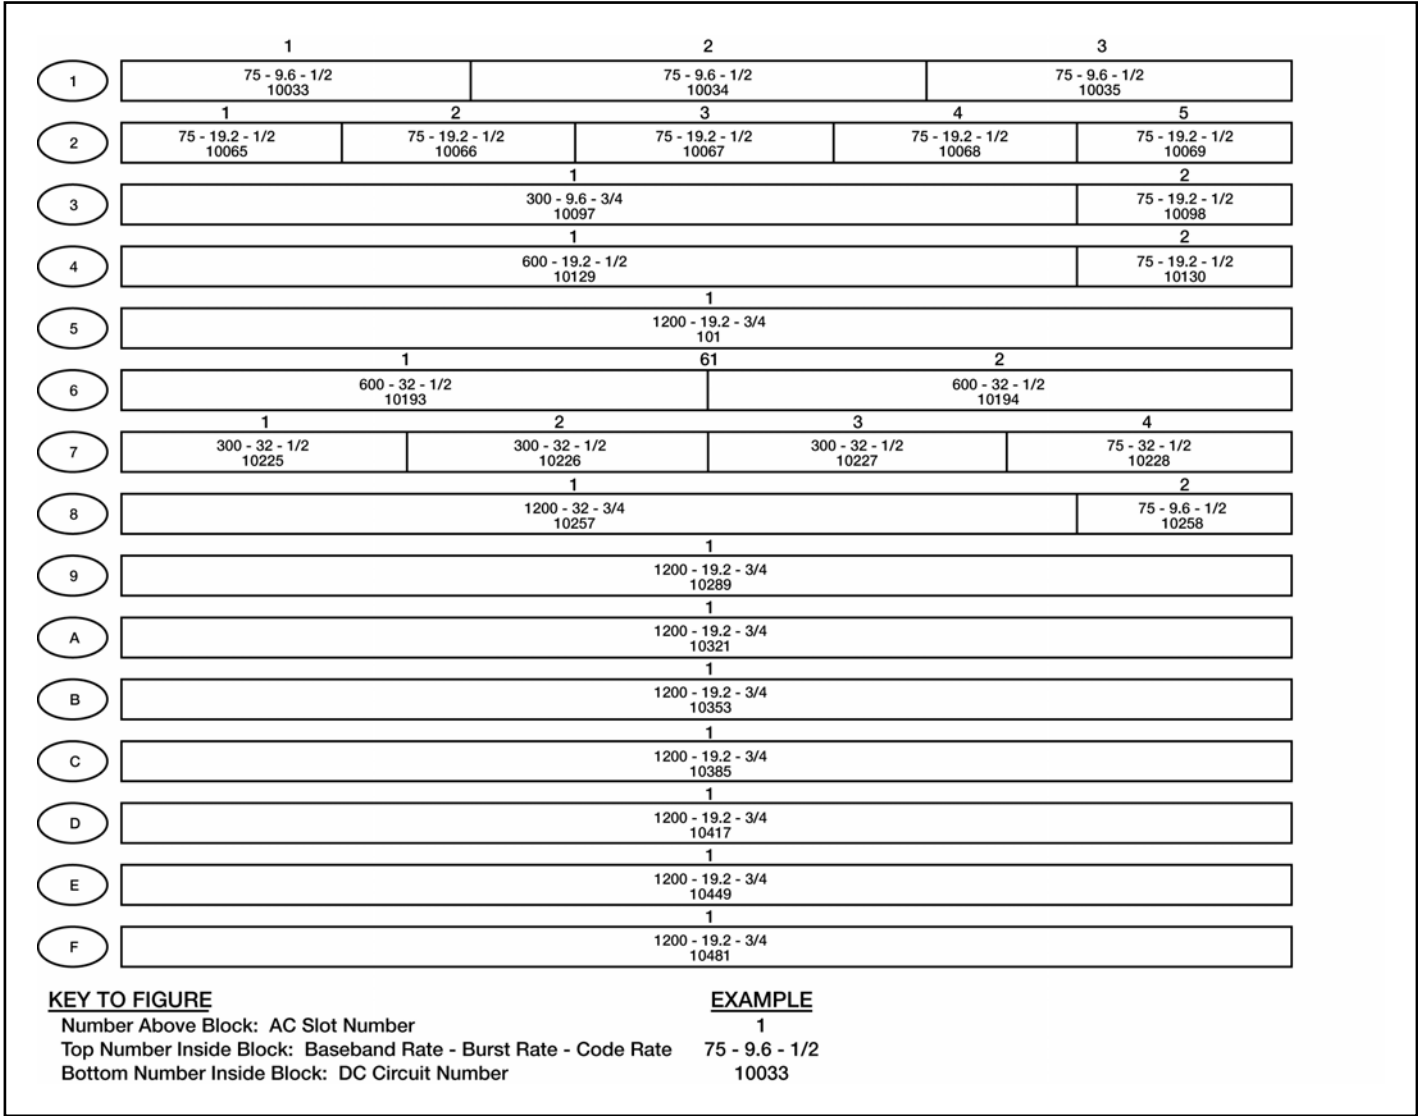 1 2 3
1 75 - 9.6 - 1/2 75 - 9.6 - 1/2 75 - 9.6 - 1/2
10033 10034 10035
1 2 3 4 5
2 75 - 19.2 - 1/2 75 - 19.2 - 1/2 75 - 19.2 - 1/2 75 - 19.2 - 1/2 75 - 19.2 - 1/2
10065 10066 10067 10068 10069
1 2
3 300 - 9.6 - 3/4 75 - 19.2 - 1/2
10097 10098
1 2
4 600 - 19.2 - 1/2 75 - 19.2 - 1/2
10129 10130
1
5 1200 - 19.2 - 3/4
101
1 61 2
6 600 - 32 - 1/2 600 - 32 - 1/2
10193 10194
1 2 3 4
7 300 - 32 - 1/2 300 - 32 - 1/2 300 - 32 - 1/2 75 - 32 - 1/2
10225 10226 10227 10228
1 2
8 1200 - 32 - 3/4 75 - 9.6 - 1/2
10257 10258
1
9 1200 - 19.2 - 3/4
10289
1
A 1200 - 19.2 - 3/4
10321
1
B 1200 - 19.2 - 3/4
10353
1
C 1200 - 19.2 - 3/4
10385
1
D 1200 - 19.2 - 3/4
10417
1
E 1200 - 19.2 - 3/4
10449
1
F 1200 - 19.2 - 3/4
10481
KEY TO FIGURE EXAMPLE
Number Above Block: AC Slot Number 1
Top Number Inside Block: Baseband Rate - Burst Rate - Code Rate 75 - 9.6 - 1/2
Bottom Number Inside Block: DC Circuit Number 10033